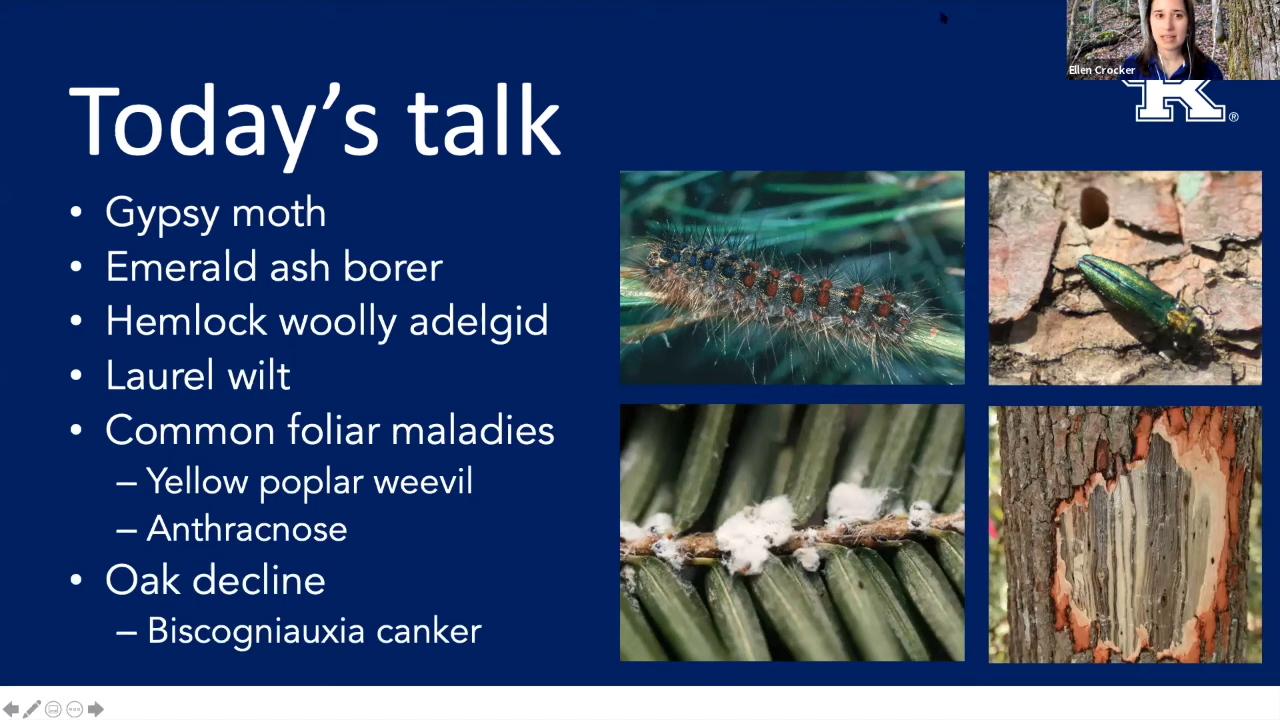 Ellen Crocker
K®
Today's talk
• Gypsy moth
• Emerald ash borer
• Hemlock woolly adelgid
• Laurel wilt
• Common foliar maladies
– Yellow poplar weevil
– Anthracnose
• Oak decline
– Biscogniauxia canker